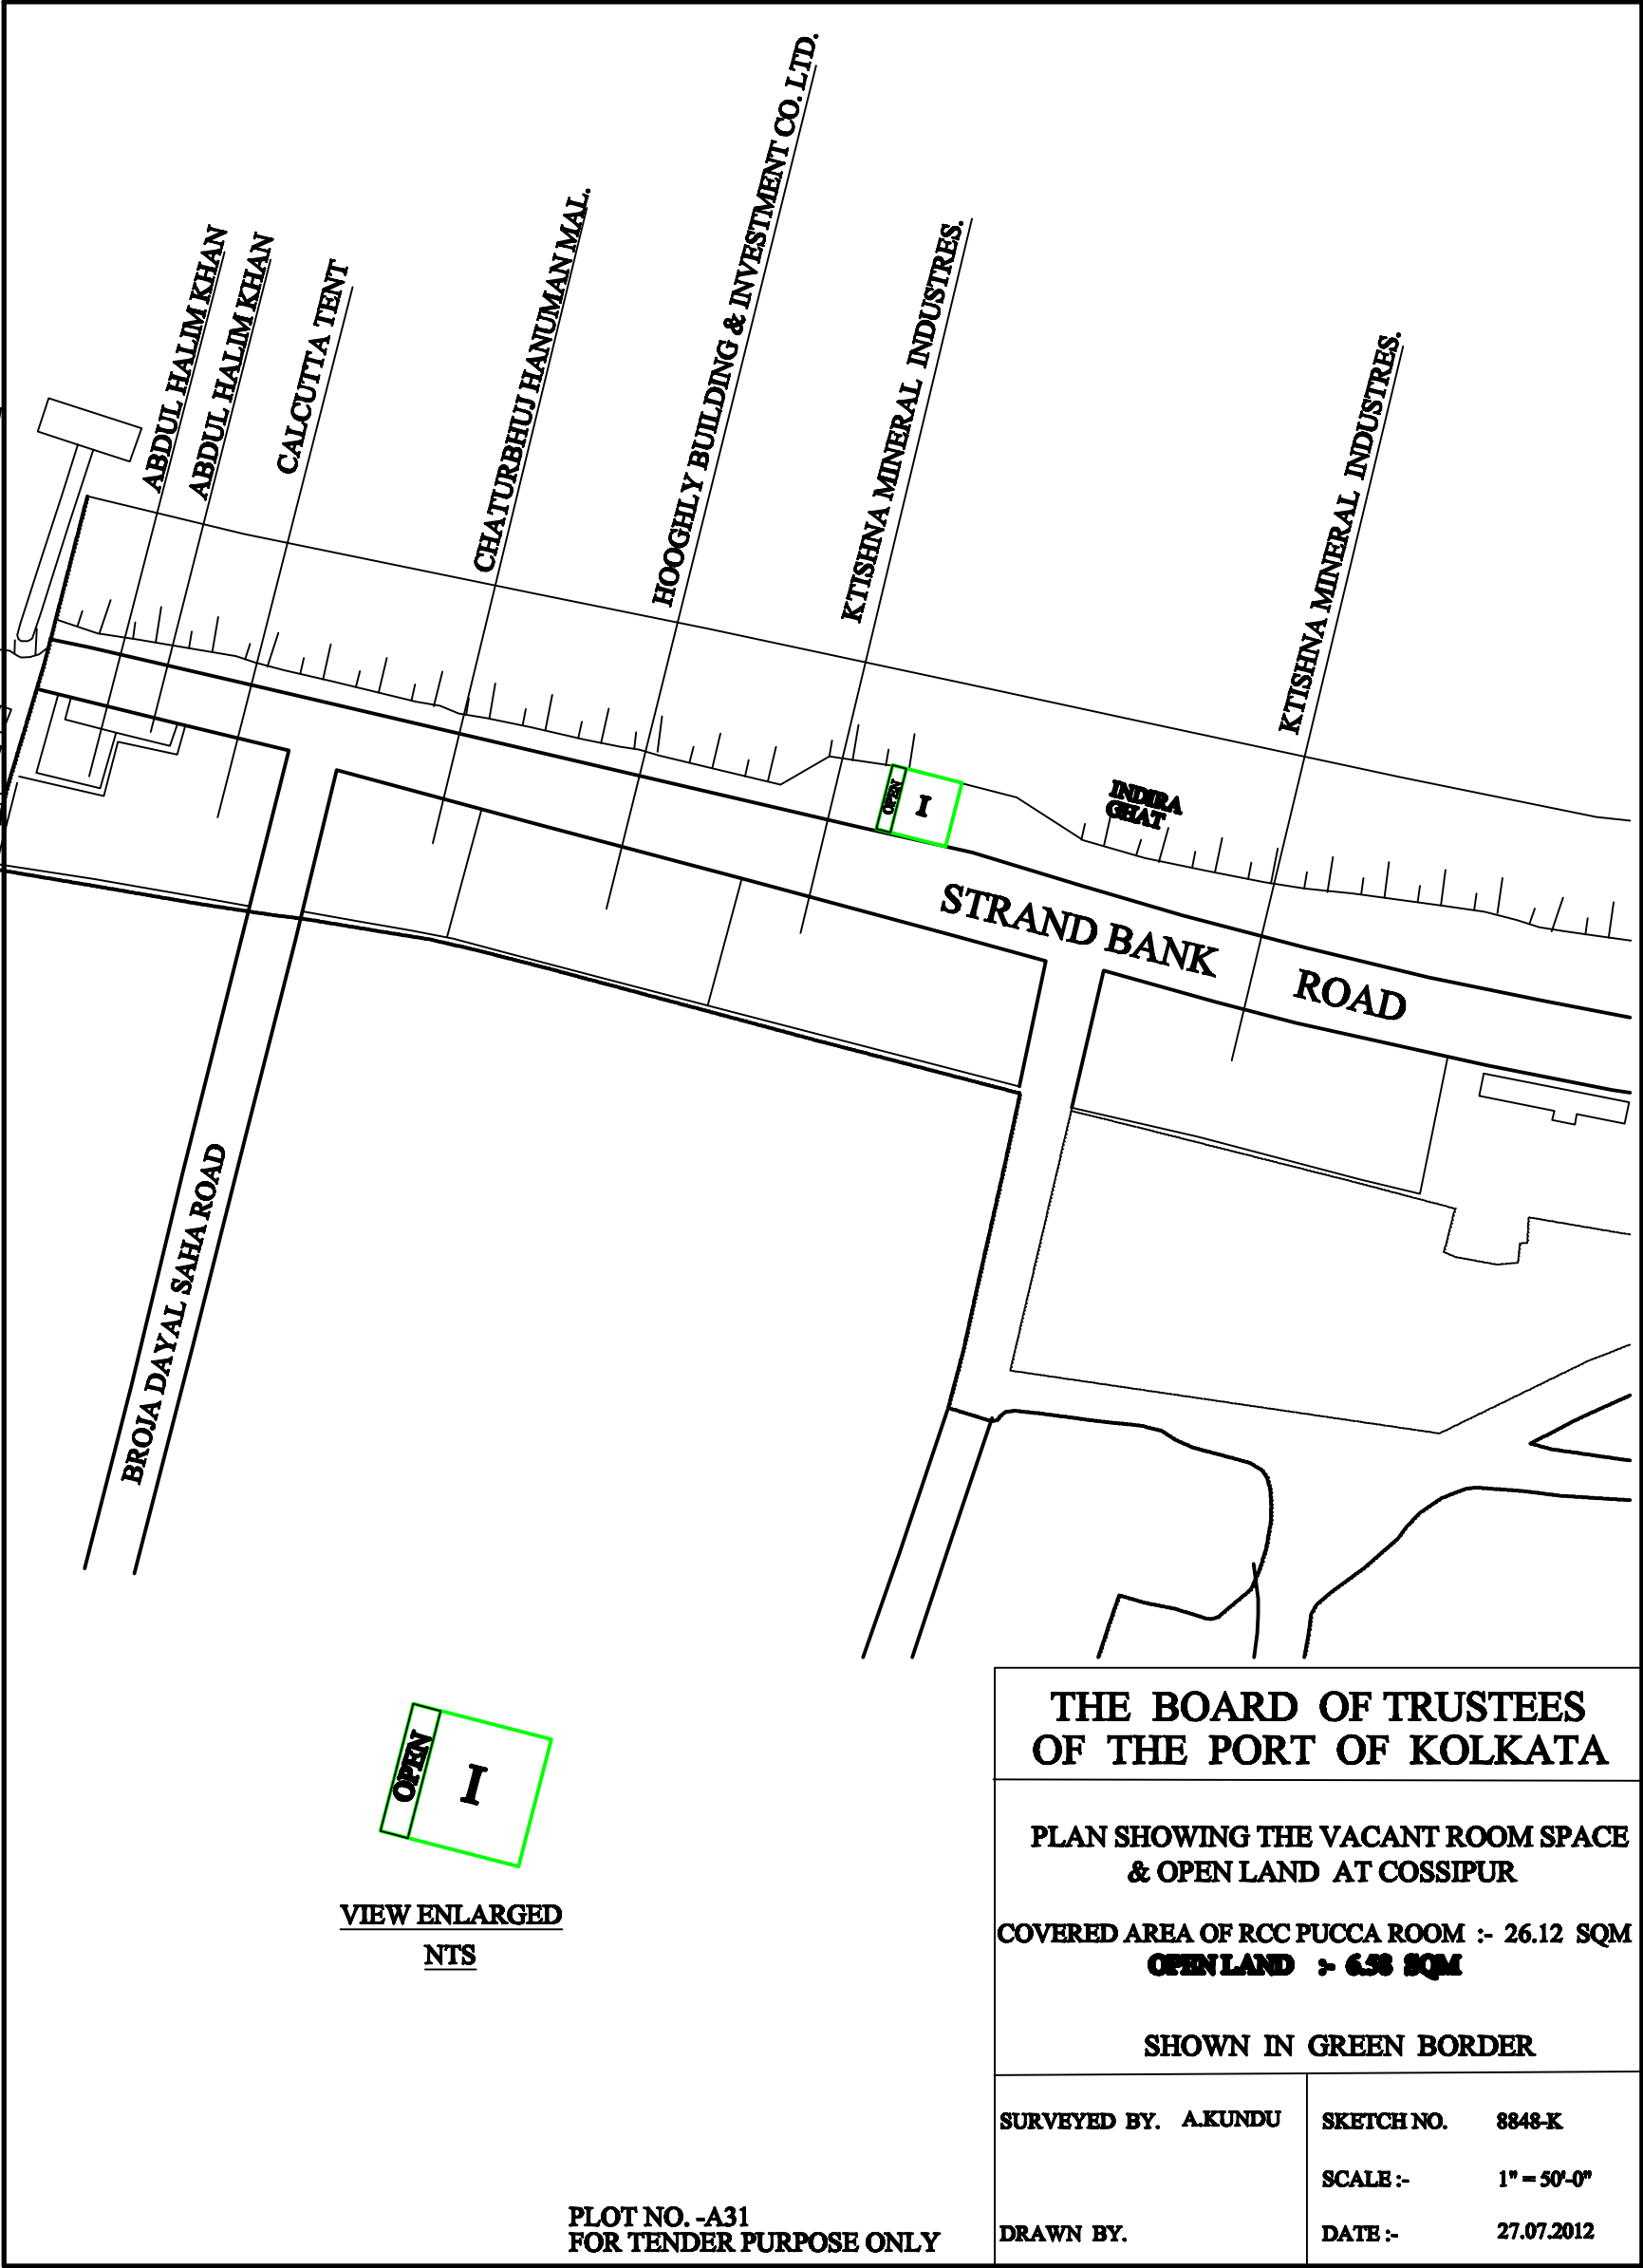 ABDUL HALIM KHAN
ABDUL HALIM KHAN
CALCUTTA TENT
CHATURBHUJ HANUMAN MAL.
HOOGHLY BUILDING & INVESTMENT CO. LTD.
KTISHNA MINERAL INDUSTRES.
KTISHNA MINERAL INDUSTRES.
OPEN
I
INDIRA
GHAT
STRAND BANK ROAD
BROJA DAYAL SAHA ROAD
OPEN
I
VIEW ENLARGED
NTS
THE BOARD OF TRUSTEES
OF THE PORT OF KOLKATA
PLAN SHOWING THE VACANT ROOM SPACE
& OPEN LAND AT COSSIPUR
COVERED AREA OF RCC PUCCA ROOM :- 26.12 SQM
OPEN LAND :- 6.58 SQM
SHOWN IN GREEN BORDER
SURVEYED BY. A.KUNDU
SKETCH NO. 8848-K
SCALE :- 1" = 50'-0"
DRAWN BY.
DATE :- 27.07.2012
PLOT NO. -A31
FOR TENDER PURPOSE ONLY